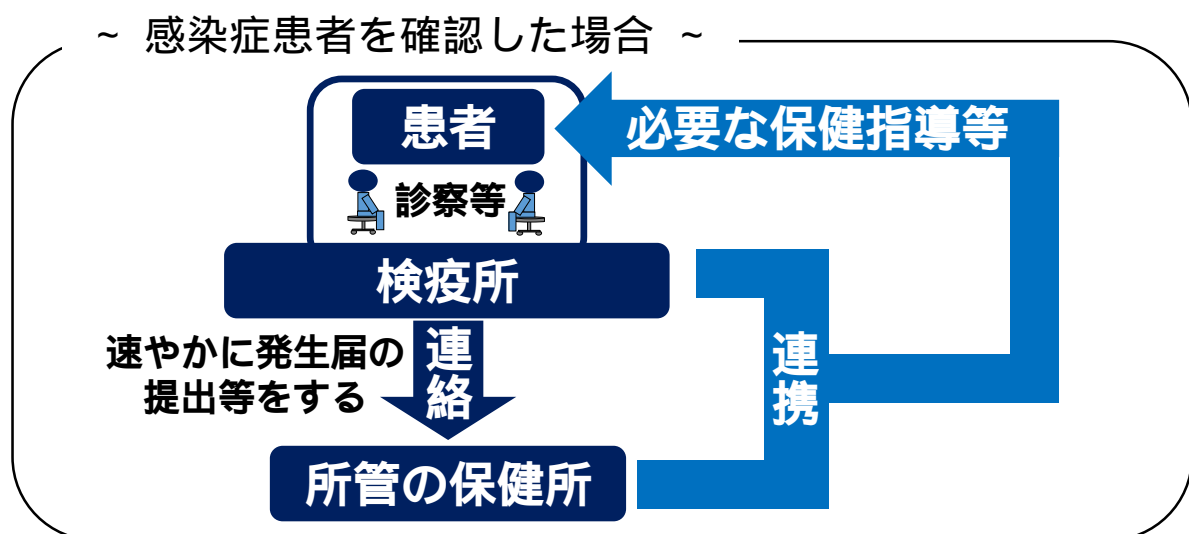 ~ 感染症患者を確認した場合 ~
患者
必要な保健指導等
診察等
検疫所
速やかに発生届の
提出等をする
連絡
連携
所管の保健所